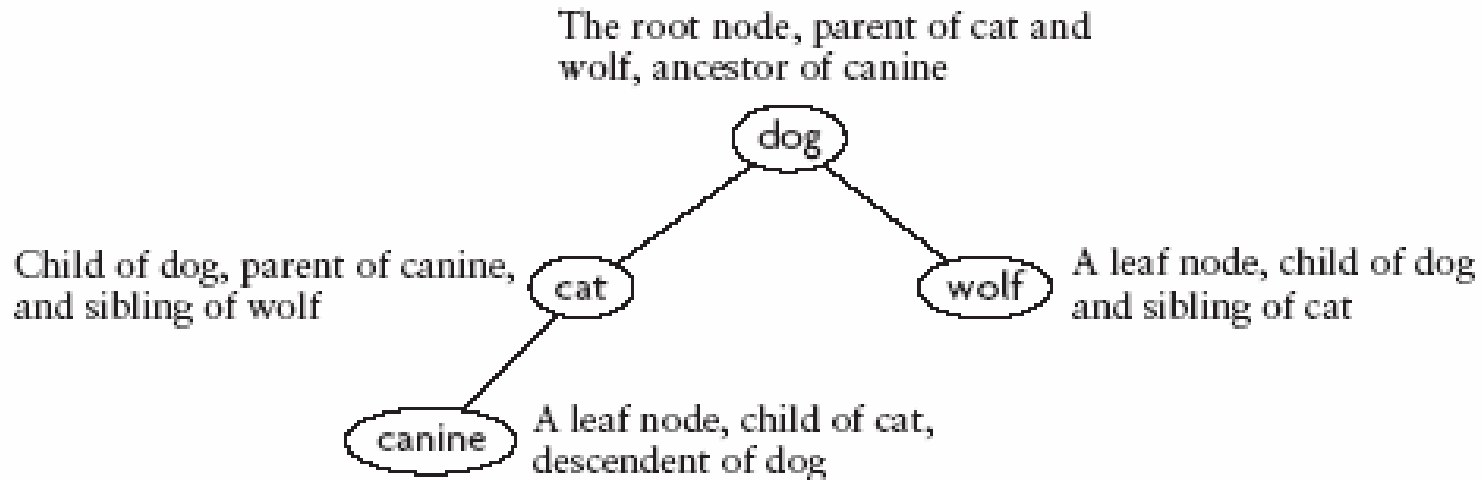 The root node, parent of cat and
wolf, ancestor of canine
dog
Child of dog, parent of canine,
and sibling of wolf
cat
wolf
A leaf node, child of dog
and sibling of cat
canine
A leaf node, child of cat,
descendent of dog